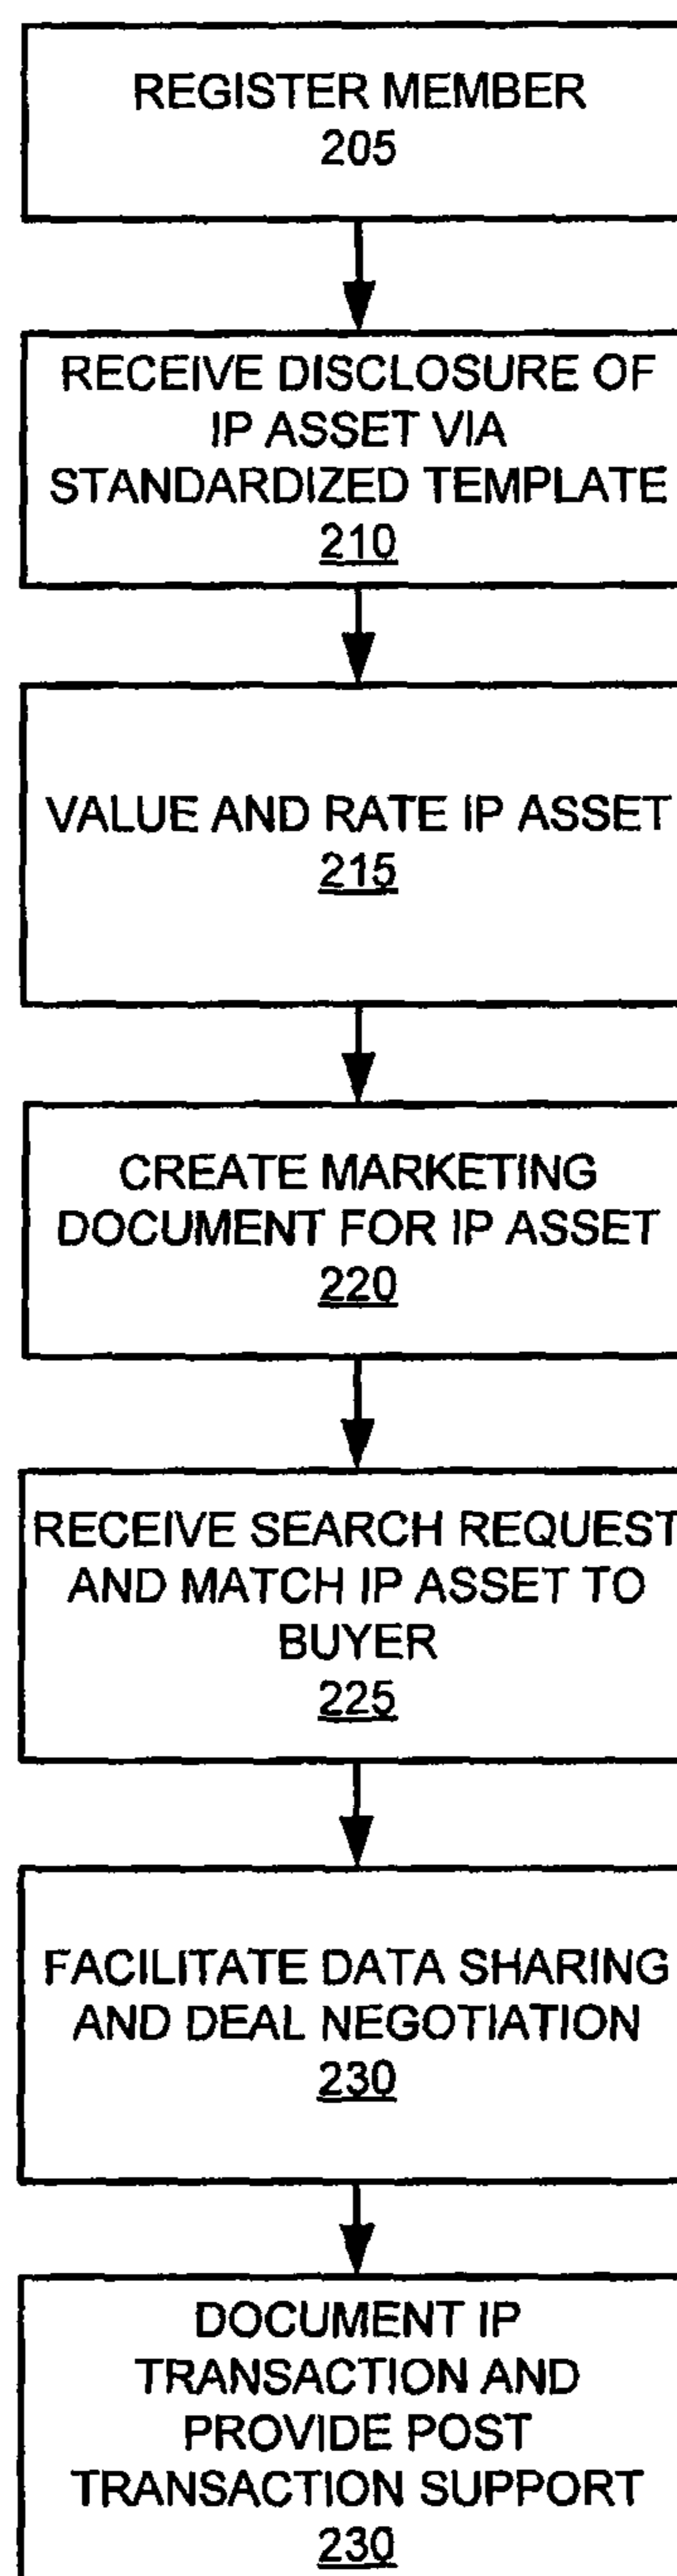 REGISTER MEMBER
205
RECEIVE DISCLOSURE OF
IP ASSET VIA
STANDARDIZED TEMPLATE
210
VALUE AND RATE IP ASSET
215
CREATE MARKETING
DOCUMENT FOR IP ASSET
220
RECEIVE SEARCH REQUEST
AND MATCH IP ASSET TO
BUYER
225
FACILITATE DATA SHARING
AND DEAL NEGOTIATION
230
DOCUMENT IP
TRANSACTION AND
PROVIDE POST
TRANSACTION SUPPORT
230